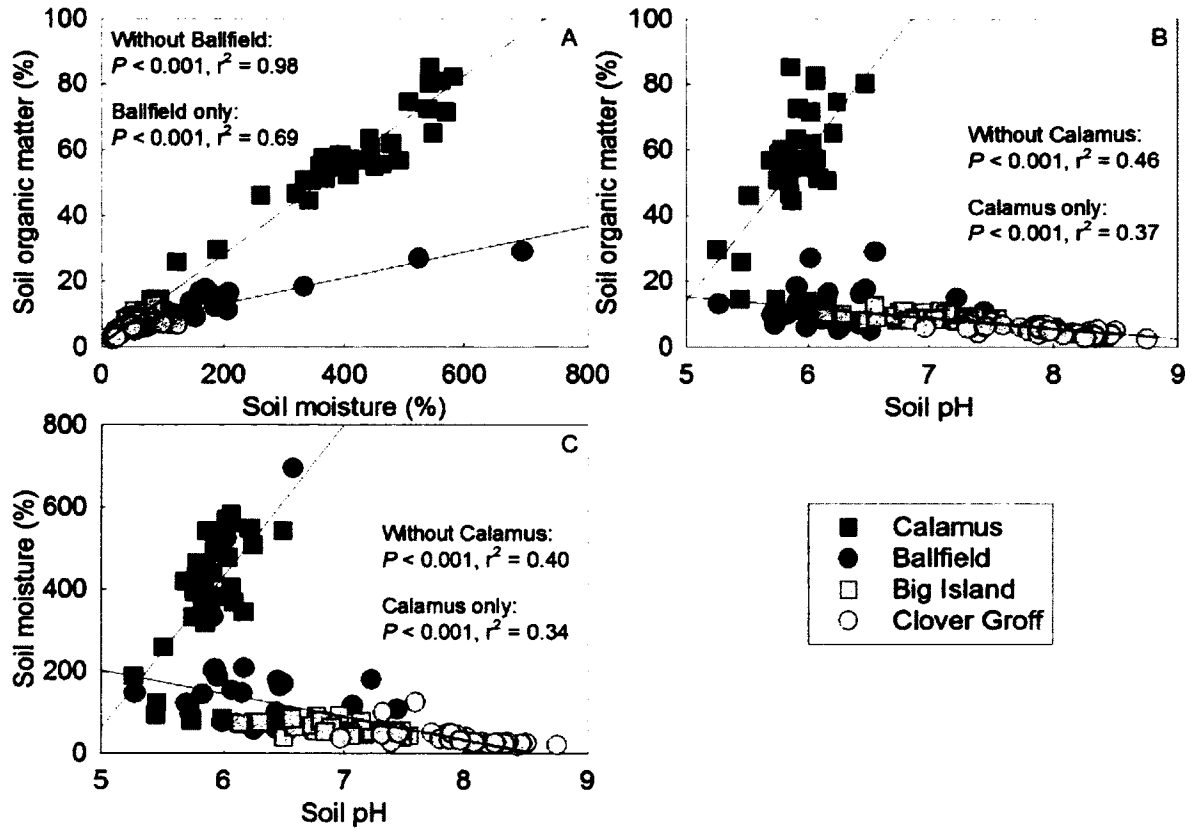 100
80
60
40
20
0
Soil organic matter (%)
Without Ballfield:
P < 0.001, r² = 0.98
Ballfield only:
P < 0.001, r² = 0.69
A
0 200 400 600 800
Soil moisture (%)
100
80
60
40
20
0
Soil organic matter (%)
B
Without Calamus:
P < 0.001, r² = 0.46
Calamus only:
P < 0.001, r² = 0.37
5 6 7 8 9
Soil pH
800
600
400
200
0
Soil moisture (%)
C
Without Calamus:
P < 0.001, r² = 0.40
Calamus only:
P < 0.001, r² = 0.34
5 6 7 8 9
Soil pH
Calamus
Ballfield
Big Island
Clover Groff